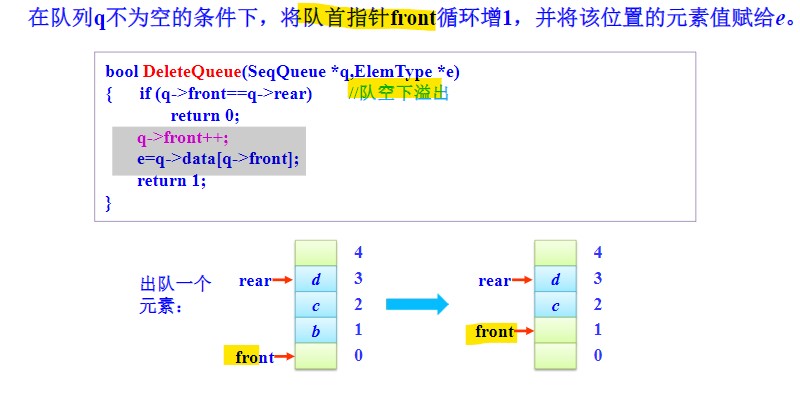 在队列q不为空的条件下，将队首指针front循环增1，并将该位置的元素值赋给e。
bool DeleteQueue(SeqQueue *q,ElemType *e)
{ if (q->front==q->rear) //队空下溢出
return 0;
q->front++;
e=q->data[q->front];
return 1;
}
出队一个
元素：
4
rear d 3
c 2
b 1
front 0
4
rear d 3
c 2
front 1
0